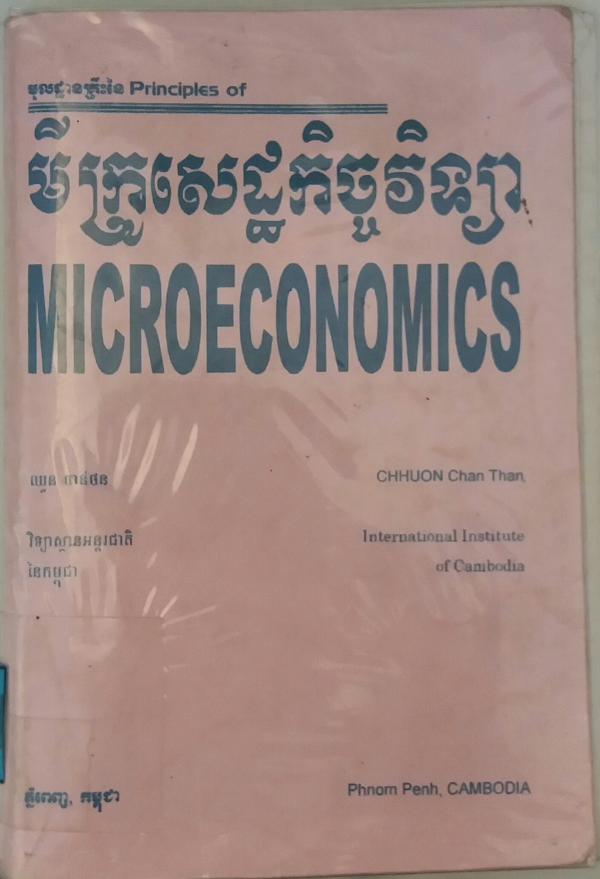 មូលដ្ឋានគ្រឹះនៃ Principles of
មីក្រូសេដ្ឋកិច្ចវិទ្យា
MICROECONOMICS
ឈួន ចាន់ថន CHHUON Chan Than,
វិទ្យាស្ថានអន្តរជាតិ International Institute
នៃកម្ពុជា of Cambodia
ភ្នំពេញ, កម្ពុជា Phnom Penh, CAMBODIA